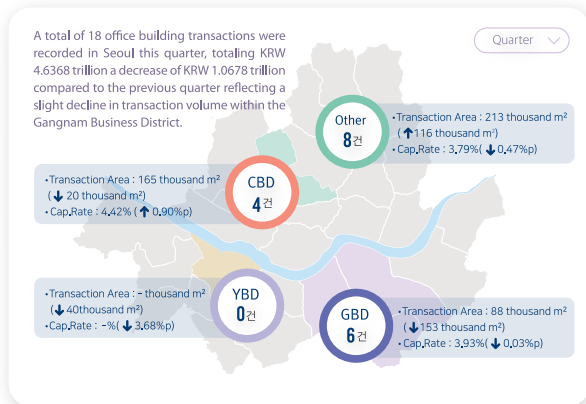 A total of 18 office building transactions were
recorded in Seoul this quarter, totaling KRW
4.6368 trillion a decrease of KRW 1.0678 trillion
compared to the previous quarter reflecting a
slight decline in transaction volume within the
Gangnam Business District.
Quarter
Other
8건
•Transaction Area : 213 thousand m²
(↑116 thousand m²)
•Cap.Rate : 3.79% (↓0.47%p)
•Transaction Area : 165 thousand m²
(↓ 20 thousand m²)
•Cap.Rate : 4.42% ( ↑ 0.90%p)
CBD
4건
•Transaction Area : - thousand m²
(↓40thousand m²)
•Cap.Rate : -%( ↓ 3.68%p)
YBD
0건
GBD
6건
•Transaction Area : 88 thousand m²
(↓153 thousand m²)
•Cap.Rate : 3.93%( ↓ 0.03%p)